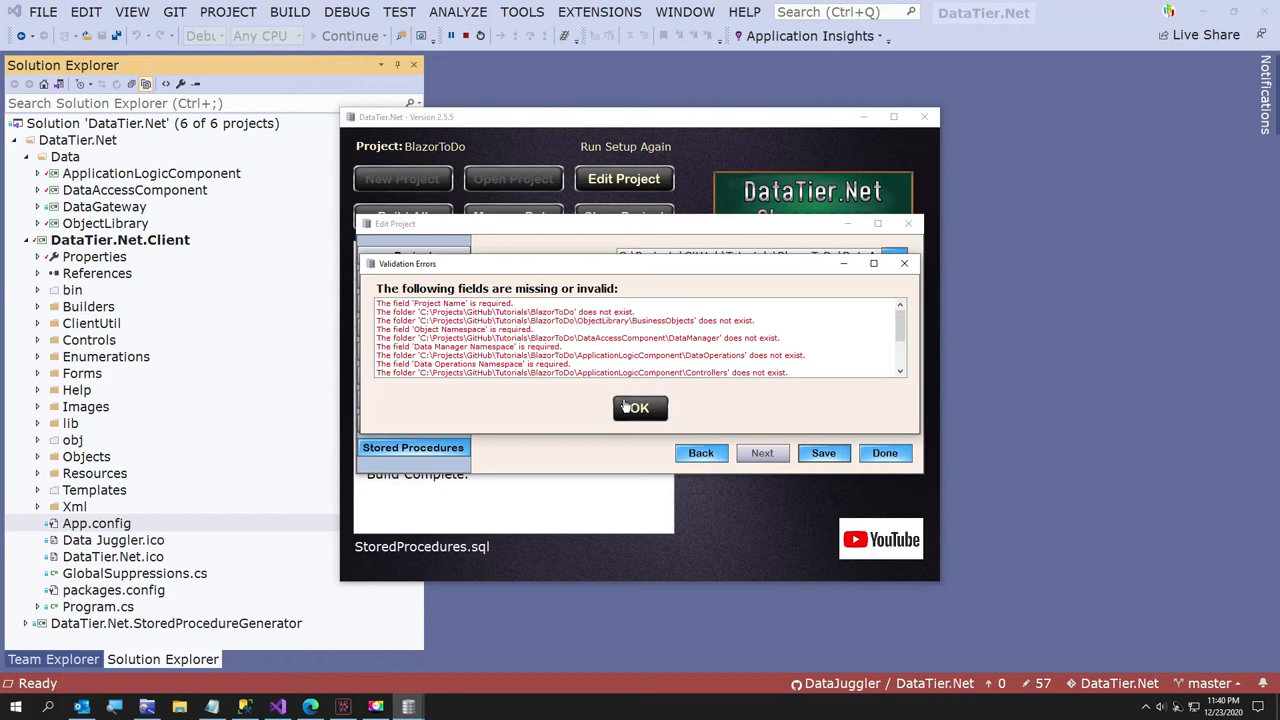 FILE EDIT VIEW GIT PROJECT BUILD DEBUG TEST ANALYZE TOOLS EXTENSIONS WINDOW HELP Search (Ctrl+Q) DataTier.Net
Debu Any CPU Continue Application Insights Live Share
Solution Explorer
Search Solution Explorer (Ctrl+;)
Solution 'DataTier.Net' (6 of 6 projects)
DataTier.Net
Data
ApplicationLogicComponent
DataAccessComponent
DataGateway
ObjectLibrary
DataTier.Net.Client
Properties
References
bin
Builders
ClientUtil
Controls
Enumerations
Forms
Help
Images
lib
obj
Objects
Resources
Templates
Xml
App.config
Data Juggler.ico
DataTier.Net.ico
GlobalSuppressions.cs
packages.config
Program.cs
DataTier.Net.StoredProcedureGenerator
Team Explorer Solution Explorer
Notifications
DataTier.Net - Version 2.5.5
Project: BlazorToDo Run Setup Again
New Project Open Project Edit Project
DataTier.Net
Edit Project
Validation Errors
The following fields are missing or invalid:
The field 'Project Name' is required.
The folder 'C:\Projects\GitHub\Tutorials\BlazorToDo' does not exist.
The folder 'C:\Projects\GitHub\Tutorials\BlazorToDo\ObjectLibrary\BusinessObjects' does not exist.
The field 'Object Namespace' is required.
The folder 'C:\Projects\GitHub\Tutorials\BlazorToDo\DataAccessComponent\DataManager' does not exist.
The field 'Data Manager Namespace' is required.
The folder 'C:\Projects\GitHub\Tutorials\BlazorToDo\ApplicationLogicComponent\DataOperations' does not exist.
The field 'Data Operations Namespace' is required.
The folder 'C:\Projects\GitHub\Tutorials\BlazorToDo\ApplicationLogicComponent\Controllers' does not exist.
OK
Stored Procedures Back Next Save Done
Build Complete.
StoredProcedures.sql
YouTube
Ready DataJuggler / DataTier.Net 0 57 DataTier.Net master
11:40 PM
12/23/2020